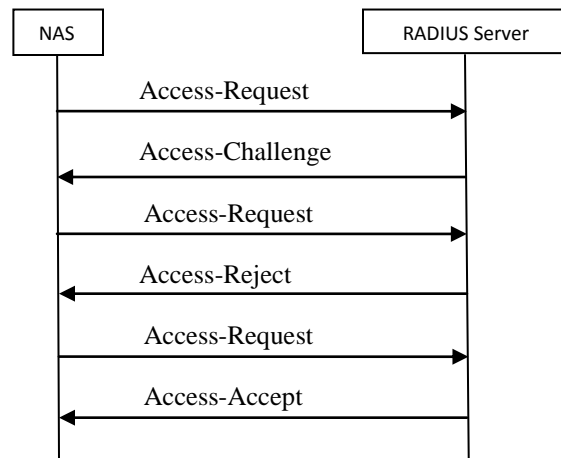 NAS
RADIUS Server
Access-Request
Access-Challenge
Access-Request
Access-Reject
Access-Request
Access-Accept